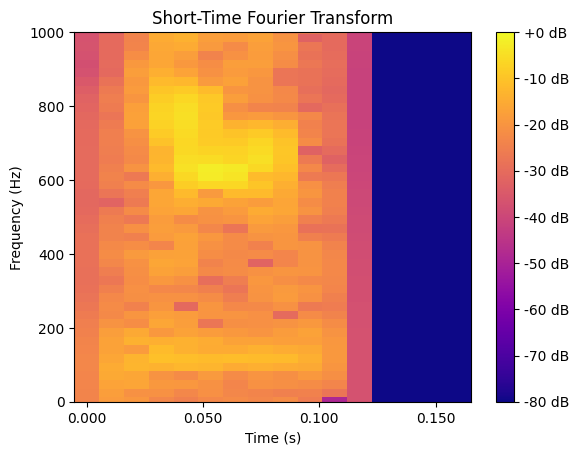 Short-Time Fourier Transform
Frequency (Hz)
1000
800
600
400
200
0
0.000
0.050
0.100
0.150
Time (s)
+0 dB
-10 dB
-20 dB
-30 dB
-40 dB
-50 dB
-60 dB
-70 dB
-80 dB